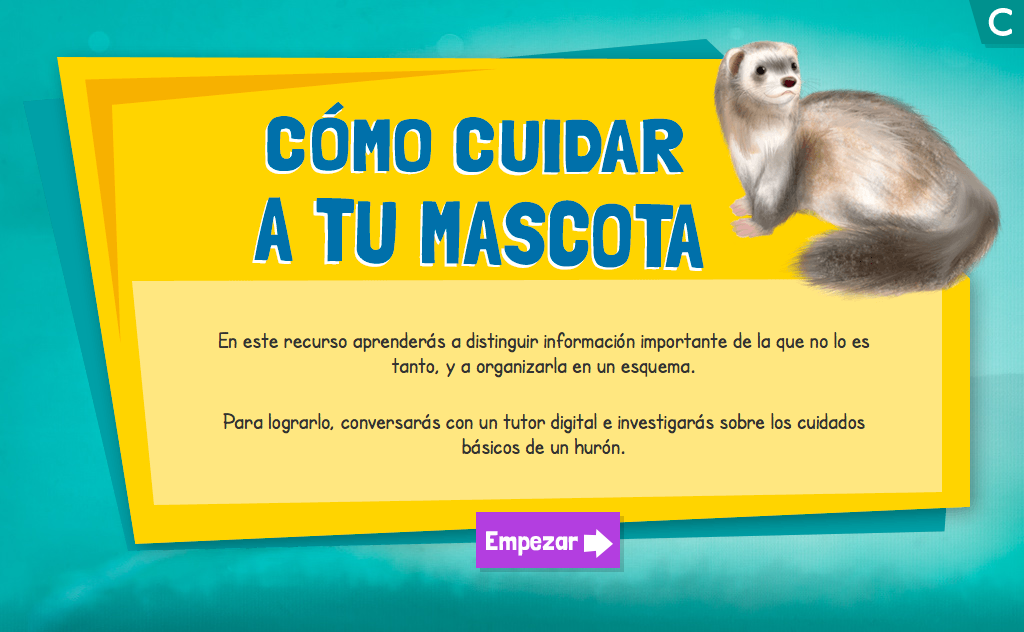 C
CÓMO CUIDAR
A TU MASCOTA
En este recurso aprenderás a distinguir información importante de la que no lo es
tanto, y a organizarla en un esquema.
Para lograrlo, conversarás con un tutor digital e investigarás sobre los cuidados
básicos de un hurón.
Empezar